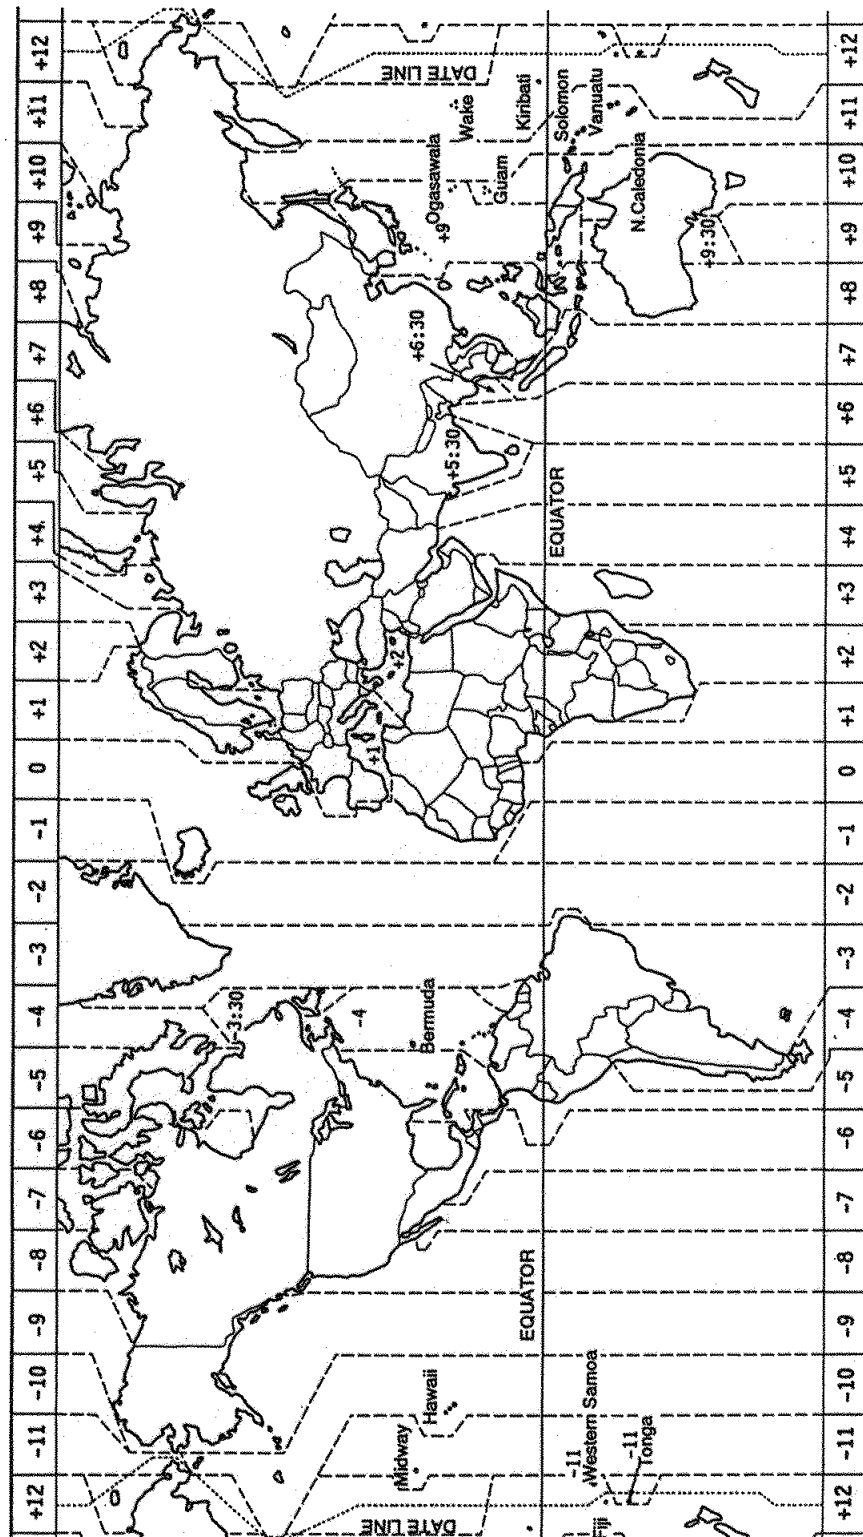 +12 -11 -10 -9 -8 -7 -6 -5 -4 -3 -2 -1 0 +1 +2 +3 +4 +5 +6 +7 +8 +9 +10 +11 +12
-3:30
-4
+1
+2
Midway
DATE LINE
Hawaii
Bermuda
+6:30
Ogasawala
+9
DATE LINE
+5:30
Wake
Guam
Kiribati
EQUATOR
EQUATOR
Solomon
Vanuatu
-11
Western Samoa
Fiji
-11
Tonga
N.Caledonia
+9:30
+12 -11 -10 -9 -8 -7 -6 -5 -4 -3 -2 -1 0 +1 +2 +3 +4 +5 +6 +7 +8 +9 +10 +11 +12